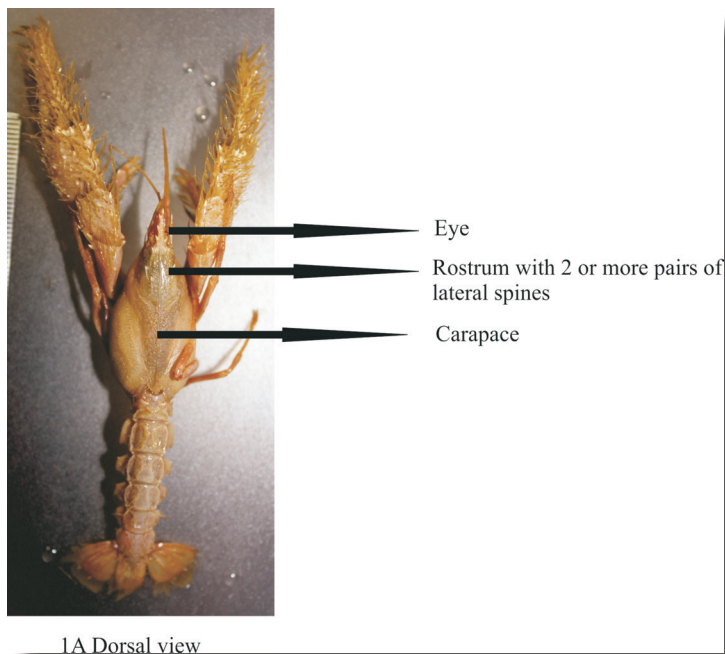 Eye
Rostrum with 2 or more pairs of
lateral spines
Carapace
1A Dorsal view